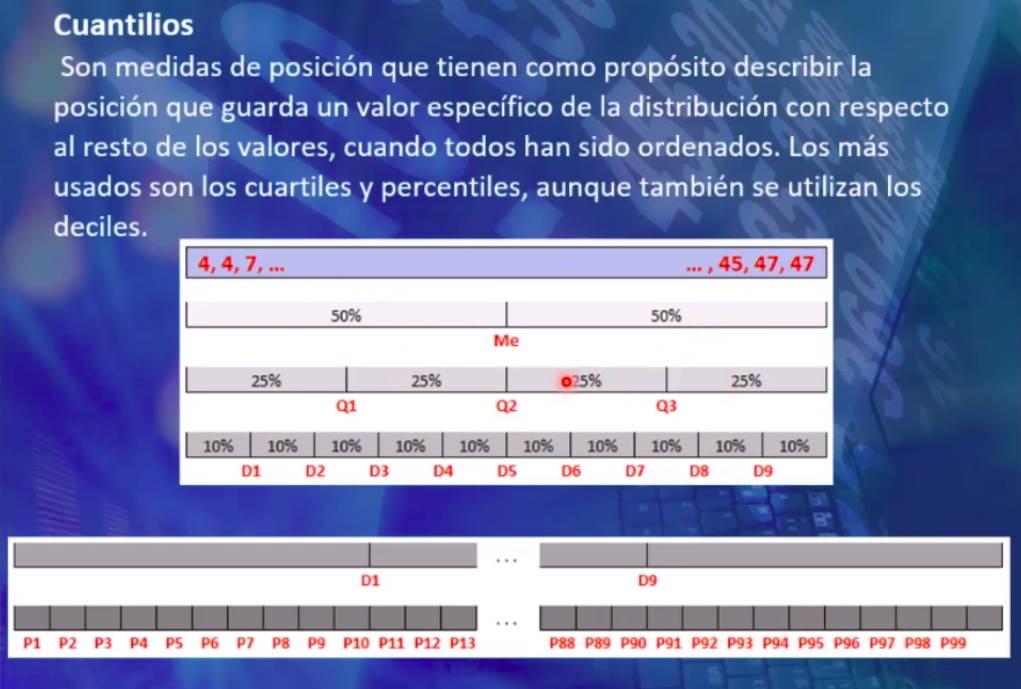 Cuantilios
Son medidas de posición que tienen como propósito describir la
posición que guarda un valor específico de la distribución con respecto
al resto de los valores, cuando todos han sido ordenados. Los más
usados son los cuartiles y percentiles, aunque también se utilizan los
deciles.
4, 4, 7, ... ... , 45, 47, 47
50% 50%
Me
25% 25% 25% 25%
Q1 Q2 Q3
10% 10% 10% 10% 10% 10% 10% 10% 10% 10%
D1 D2 D3 D4 D5 D6 D7 D8 D9
...
D1 D9
...
P1 P2 P3 P4 P5 P6 P7 P8 P9 P10 P11 P12 P13 P88 P89 P90 P91 P92 P93 P94 P95 P96 P97 P98 P99